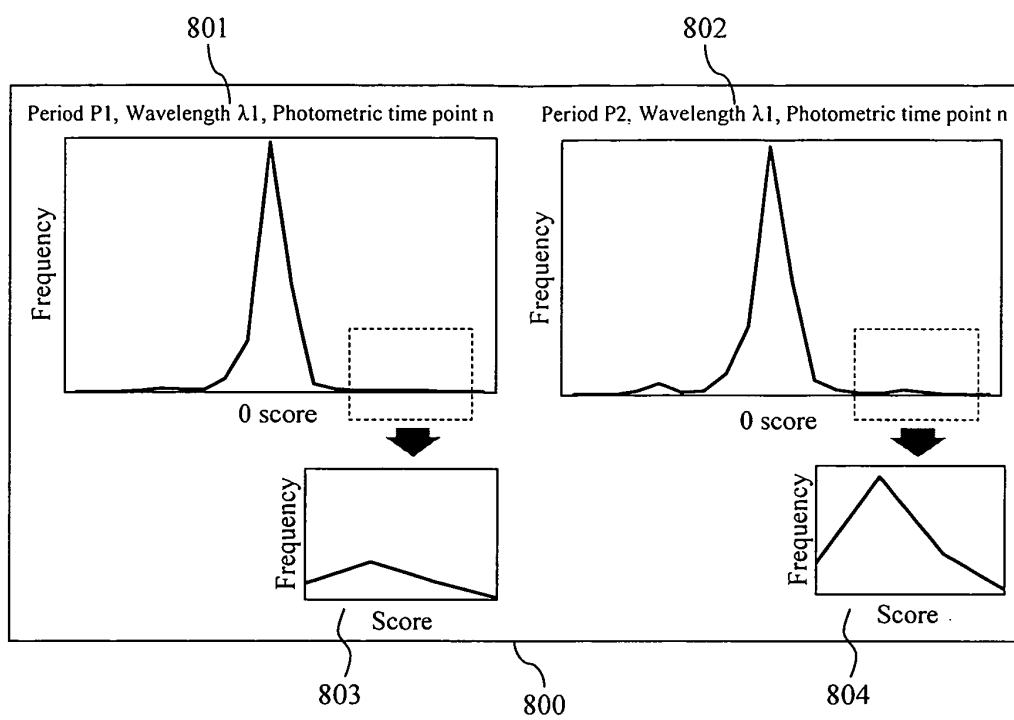 801
802
Period P1, Wavelength λ1, Photometric time point n
Period P2, Wavelength λ1, Photometric time point n
Frequency
Frequency
0 score
0 score
Frequency
Frequency
Score
Score
803
800
804